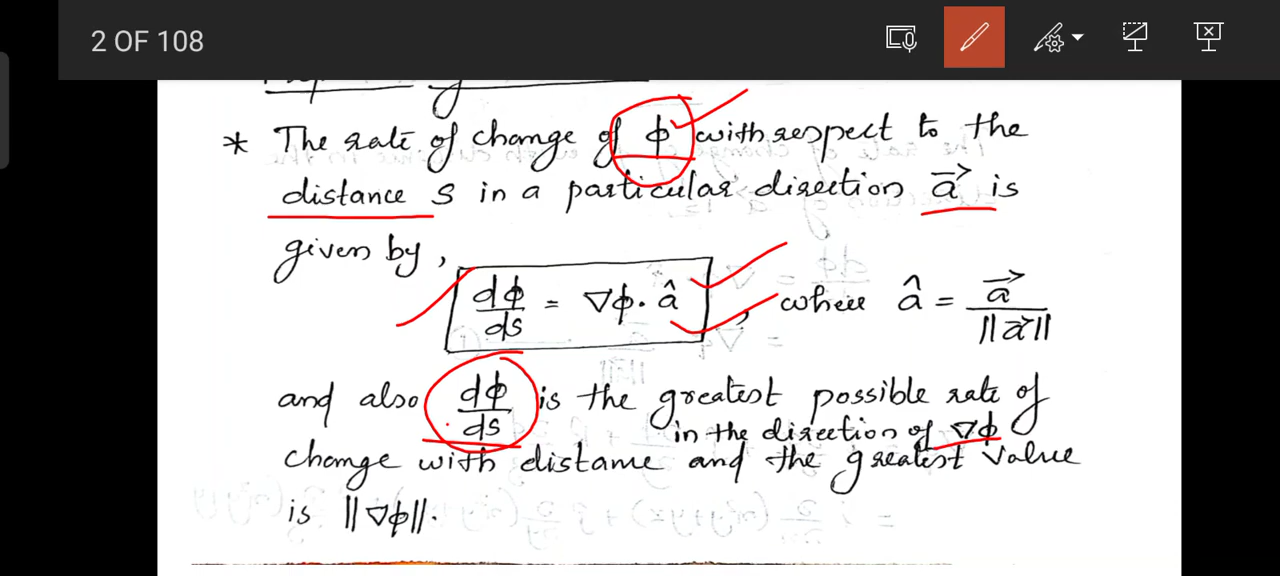 2 OF 108
* The rate of change of ϕ with respect to the
distance s in a particular direction a⃗ is
given by,
dϕ/ds = ∇ϕ · â , where â = a⃗/||a⃗||
and also dϕ/ds is the greatest possible rate of
in the direction of ∇ϕ
change with distame and the greatest value
is ||∇ϕ||.